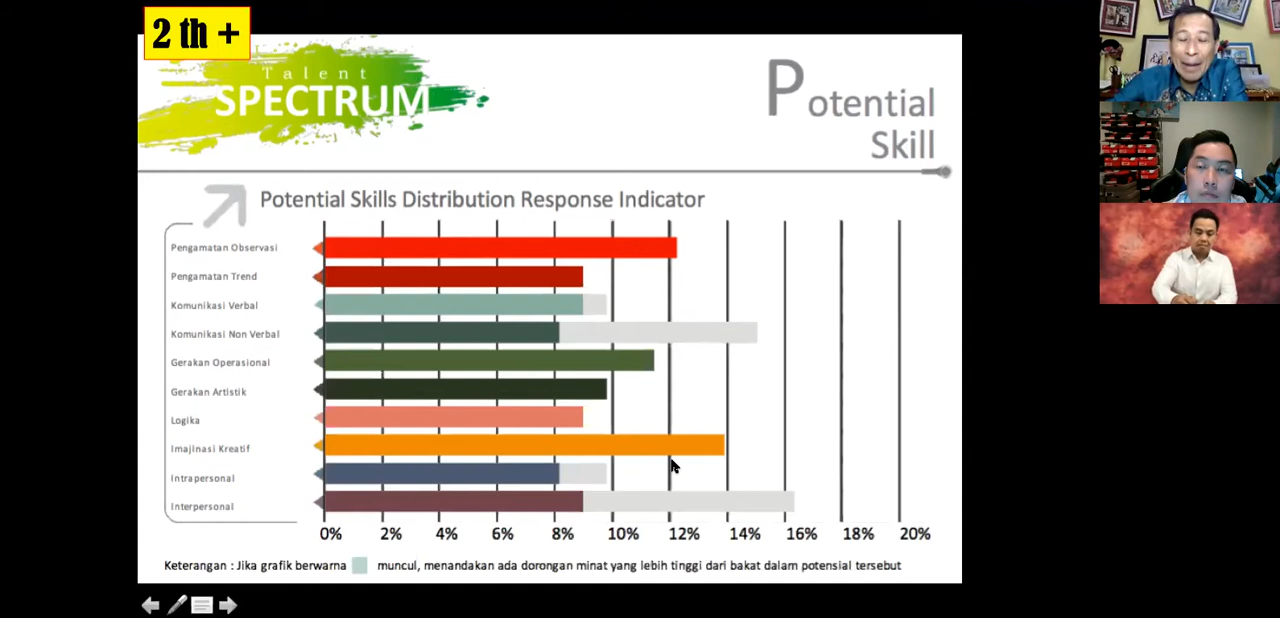 2 th +
Talent
SPECTRUM
Potential
Skill
Potential Skills Distribution Response Indicator
Pengamatan Observasi
Pengamatan Trend
Komunikasi Verbal
Komunikasi Non Verbal
Gerakan Operasional
Gerakan Artistik
Logika
ImajInasi Kreatif
Intrapersonal
Interpersonal
0% 2% 4% 6% 8% 10% 12% 14% 16% 18% 20%
Keterangan : Jika grafik berwarna muncul, menandakan ada dorongan minat yang lebih tinggi dari bakat dalam potensial tersebut